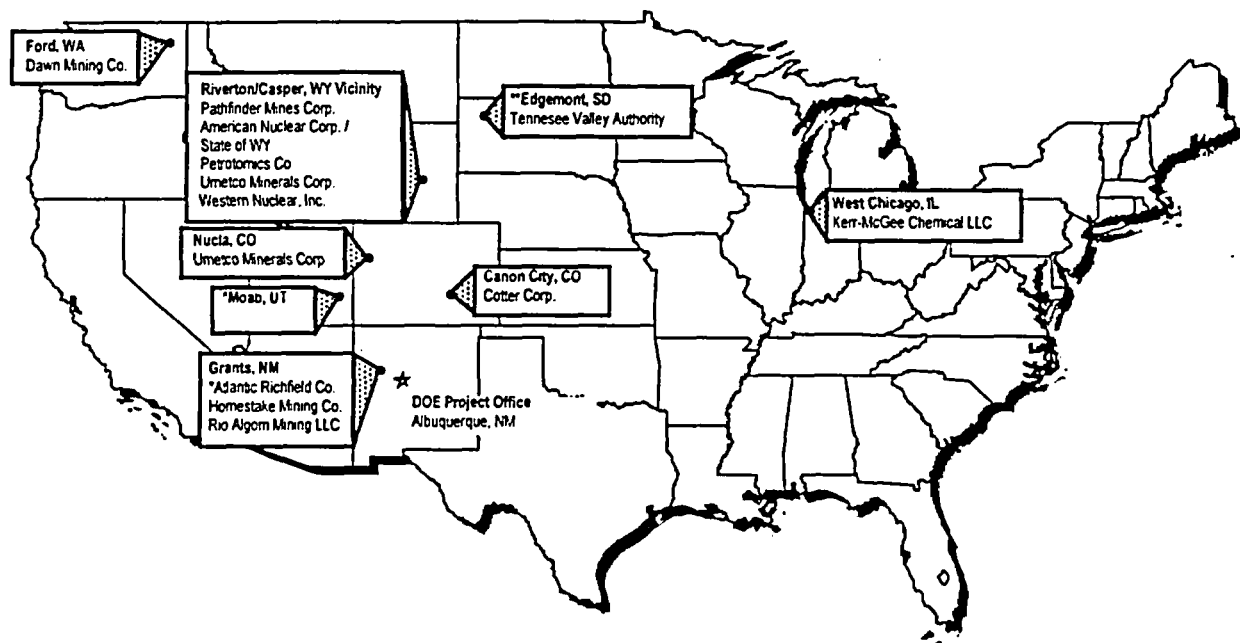 Ford, WA
Dawn Mining Co.
Riverton/Casper, WY Vicinity
Pathfinder Mines Corp.
American Nuclear Corp. /
State of WY
Petrotomics Co
Umetco Minerals Corp.
Western Nuclear, Inc.
**Edgemont, SD
Tennesee Valley Authority
West Chicago, IL
Kerr-McGee Chemical LLC
Nucla, CO
Umetco Minerals Corp
*Moab, UT
Canon City, CO
Cotter Corp.
Grants, NM
*Atlantic Richfield Co.
Homestake Mining Co.
Rio Algom Mining LLC
DOE Project Office
Albuquerque, NM